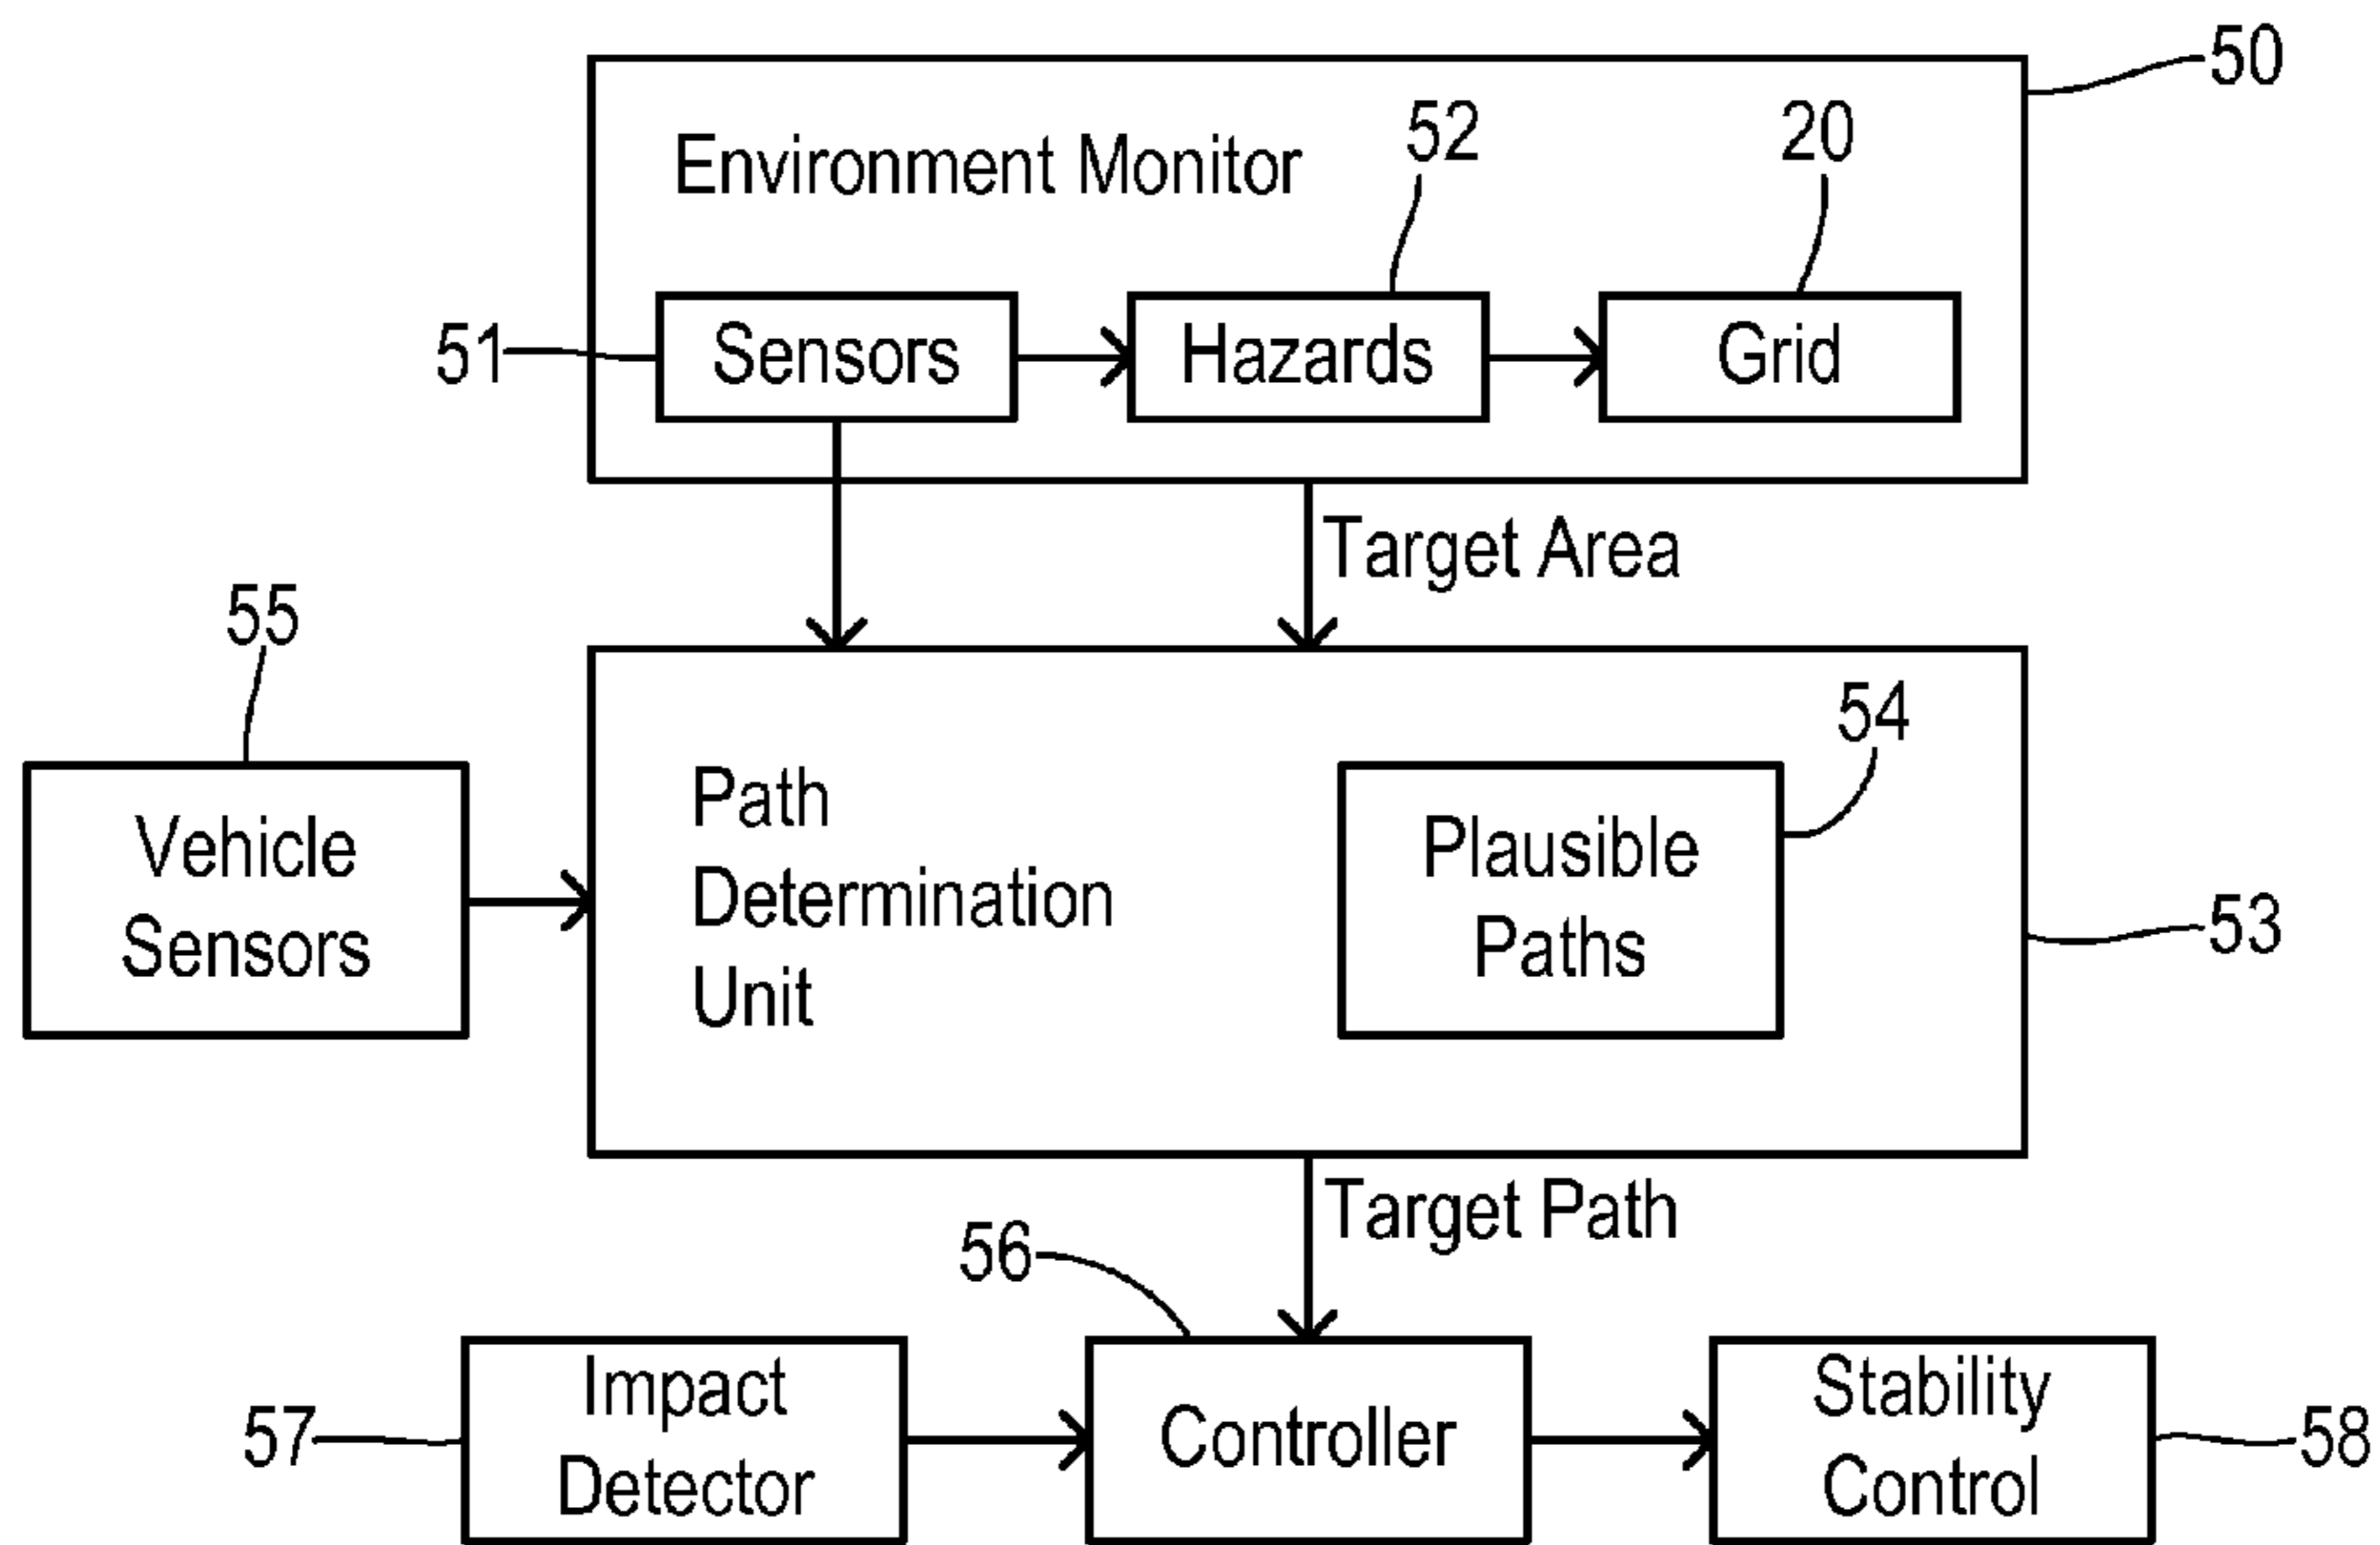 50
Environment Monitor
52
20
51
Sensors
Hazards
Grid
Target Area
55
54
Vehicle
Sensors
Path
Determination
Unit
Plausible
Paths
53
Target Path
56
57
Impact
Detector
Controller
Stability
Control
58